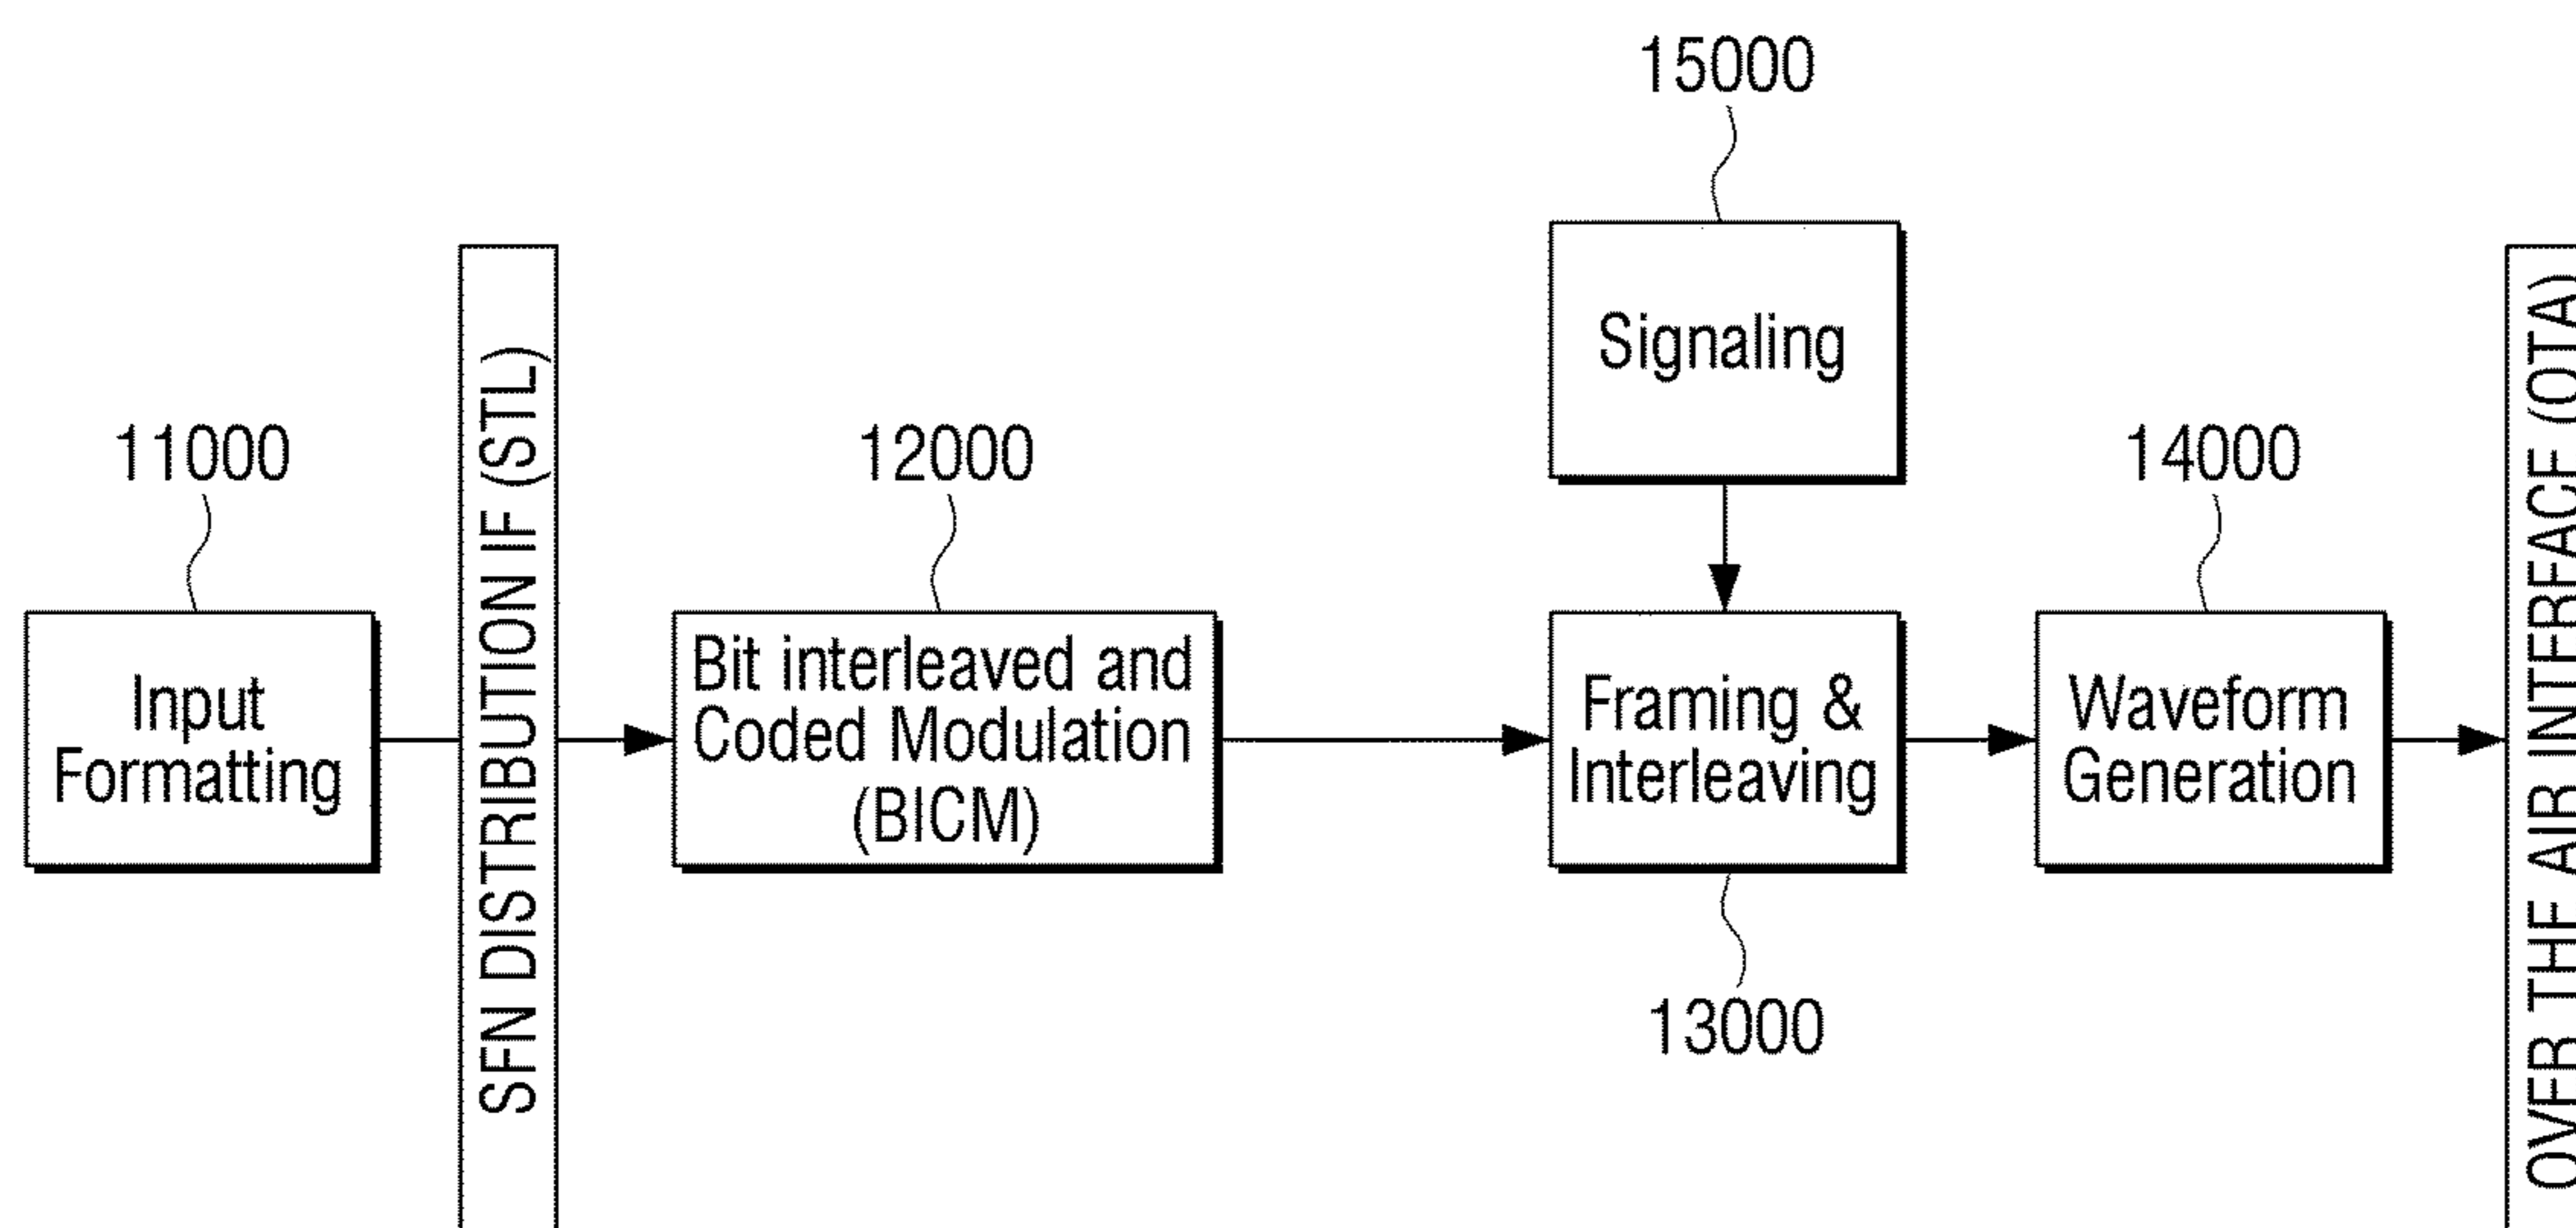 15000
Signaling
11000
12000
14000
SFN DISTRIBUTION IF (STL)
Input
Formatting
Bit interleaved and
Coded Modulation
(BICM)
Framing &
Interleaving
Waveform
Generation
13000
OVER THE AIR INTERFACE (OTA)